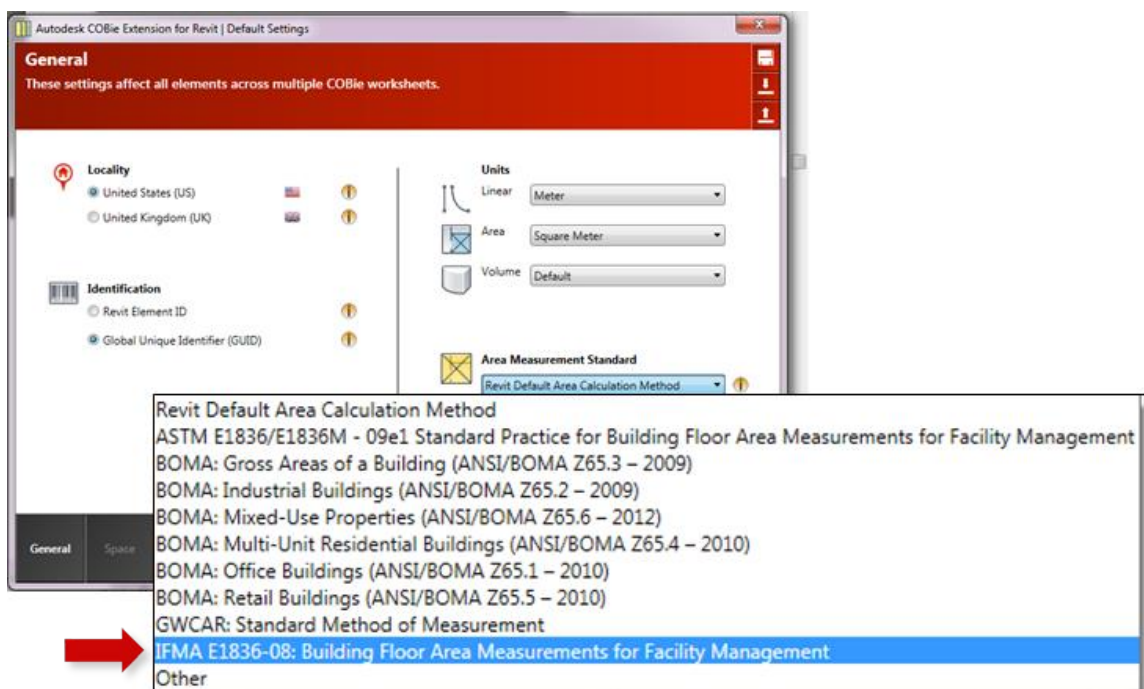 Autodesk COBie Extension for Revit | Default Settings
General
These settings affect all elements across multiple COBie worksheets.
Locality
United States (US)
United Kingdom (UK)
Identification
Revit Element ID
Global Unique Identifier (GUID)
Units
Linear
Meter
Area
Square Meter
Volume
Default
Area Measurement Standard
Revit Default Area Calculation Method
Revit Default Area Calculation Method
ASTM E1836/E1836M - 09e1 Standard Practice for Building Floor Area Measurements for Facility Management
BOMA: Gross Areas of a Building (ANSI/BOMA Z65.3 – 2009)
BOMA: Industrial Buildings (ANSI/BOMA Z65.2 – 2009)
BOMA: Mixed-Use Properties (ANSI/BOMA Z65.6 – 2012)
BOMA: Multi-Unit Residential Buildings (ANSI/BOMA Z65.4 – 2010)
BOMA: Office Buildings (ANSI/BOMA Z65.1 – 2010)
BOMA: Retail Buildings (ANSI/BOMA Z65.5 – 2010)
GWCAR: Standard Method of Measurement
IFMA E1836-08: Building Floor Area Measurements for Facility Management
Other
General
Space